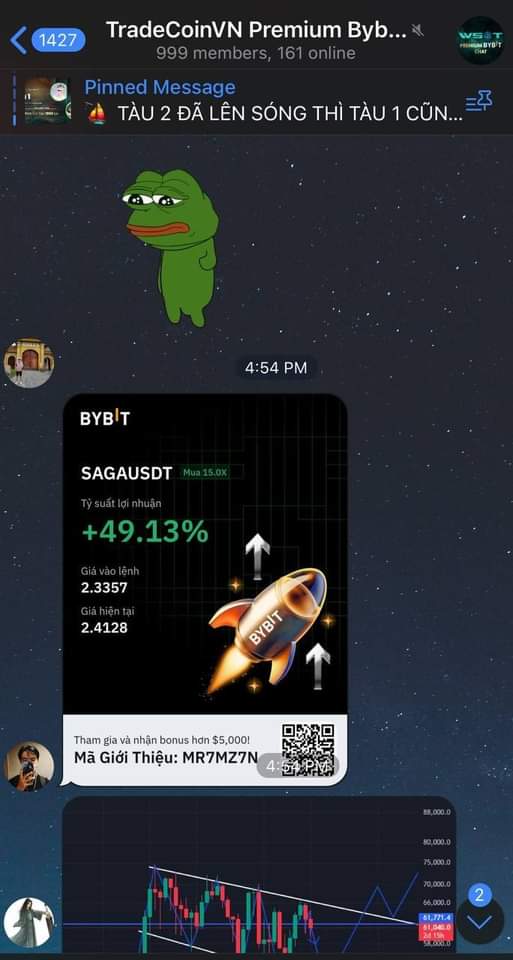 1427
TradeCoinVN Premium Byb...
999 members, 161 online
WSOT
PREMIUM BYBIT
CHAT
Pinned Message
⛵ TÀU 2 ĐÃ LÊN SÓNG THÌ TÀU 1 CŨN...
4:54 PM
BYBIT
SAGAUSDT Mua 15.0X
Tỷ suất lợi nhuận
+49.13%
Giá vào lệnh
2.3357
Giá hiện tại
2.4128
BYBIT
Tham gia và nhận bonus hơn $5,000!
Mã Giới Thiệu: MR7MZ7N
4:54 PM
88,000.0
80,000.0
75,000.0
70,000.0
66,000.0
61,771.4
61,040.0
2d 15h
58,000.0
2